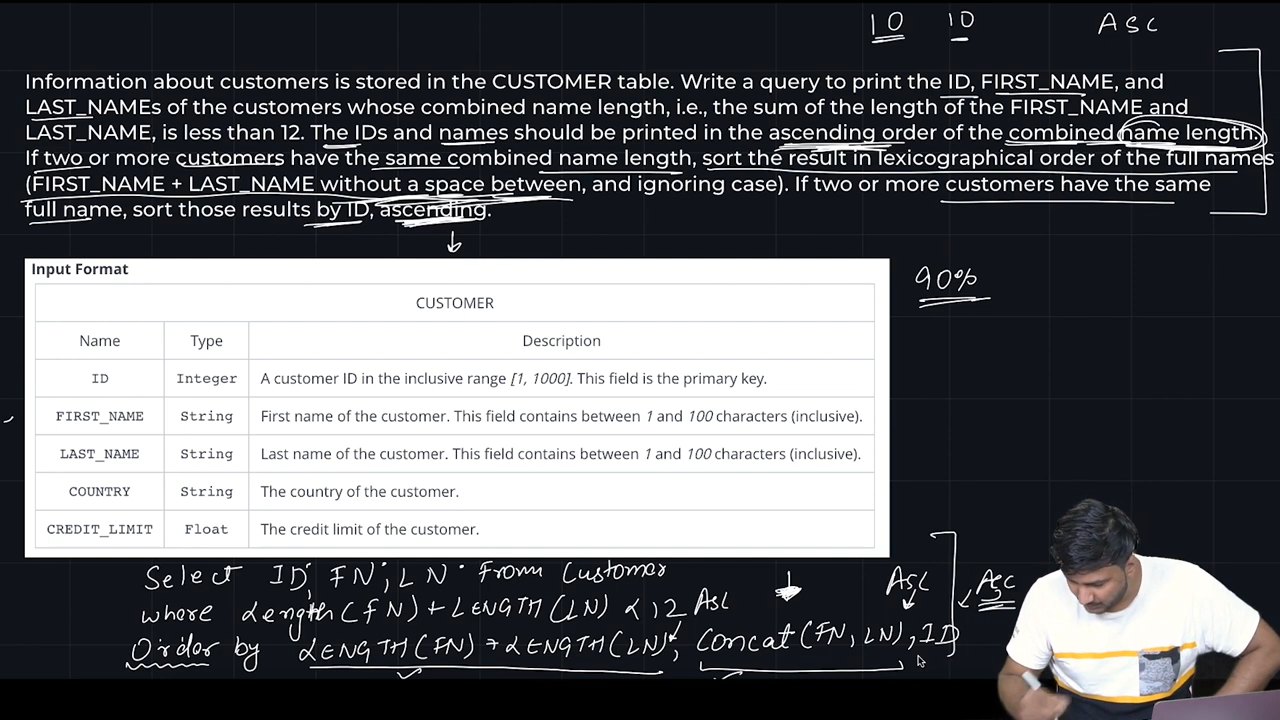 10 10 ASC
Information about customers is stored in the CUSTOMER table. Write a query to print the ID, FIRST_NAME, and
LAST_NAMEs of the customers whose combined name length, i.e., the sum of the length of the FIRST_NAME and
LAST_NAME, is less than 12. The IDs and names should be printed in the ascending order of the combined name length.
If two or more customers have the same combined name length, sort the result in lexicographical order of the full names
(FIRST_NAME + LAST_NAME without a space between, and ignoring case). If two or more customers have the same
full name, sort those results by ID, ascending.
Input Format
90%
CUSTOMER
Name Type Description
ID Integer A customer ID in the inclusive range [1, 1000]. This field is the primary key.
FIRST_NAME String First name of the customer. This field contains between 1 and 100 characters (inclusive).
LAST_NAME String Last name of the customer. This field contains between 1 and 100 characters (inclusive).
COUNTRY String The country of the customer.
CREDIT_LIMIT Float The credit limit of the customer.
Select ID, FN, LN From Customer
ASC ASC
where Length(FN) + LENGTH(LN) < 12 ASC
Order by LENGTH(FN) + LENGTH(LN), Concat(FN, LN), ID